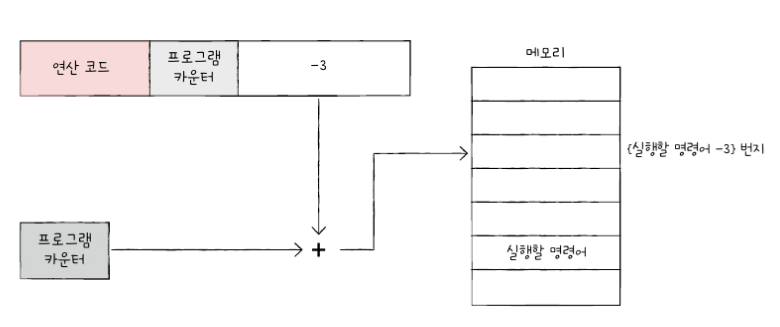 메모리
연산 코드
프로그램
카운터
-3
{실행할 명령어 -3} 번지
프로그램
카운터
+
실행할 명령어